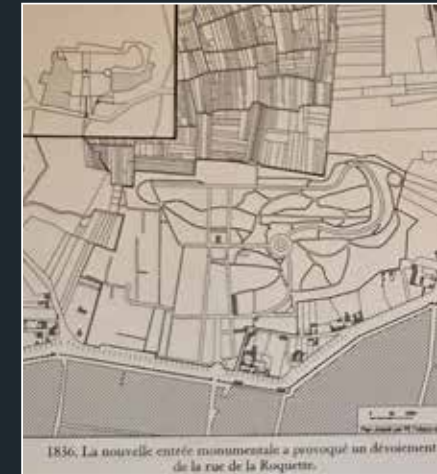 1836. La nouvelle entrée monumentale a provoqué un dévoiement
de la rue de la Roquette.